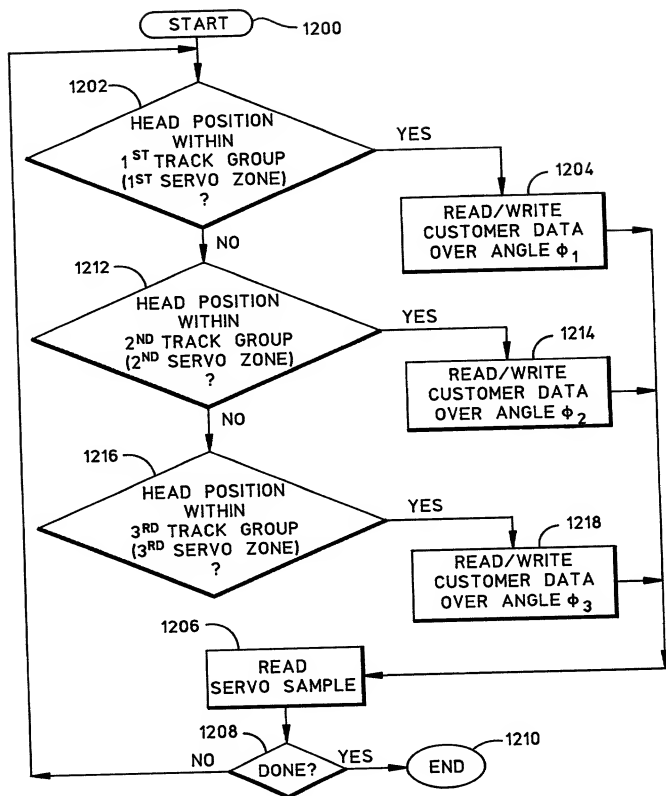 START
1200
1202
HEAD POSITION
WITHIN
1ST TRACK GROUP
(1ST SERVO ZONE)
?
YES
1204
READ/WRITE
CUSTOMER DATA
OVER ANGLE Φ1
NO
1212
HEAD POSITION
WITHIN
2ND TRACK GROUP
(2ND SERVO ZONE)
?
YES
1214
READ/WRITE
CUSTOMER DATA
OVER ANGLE Φ2
NO
1216
HEAD POSITION
WITHIN
3RD TRACK GROUP
(3RD SERVO ZONE)
?
YES
1218
READ/WRITE
CUSTOMER DATA
OVER ANGLE Φ3
1206
READ
SERVO SAMPLE
1208
NO
DONE?
YES
1210
END